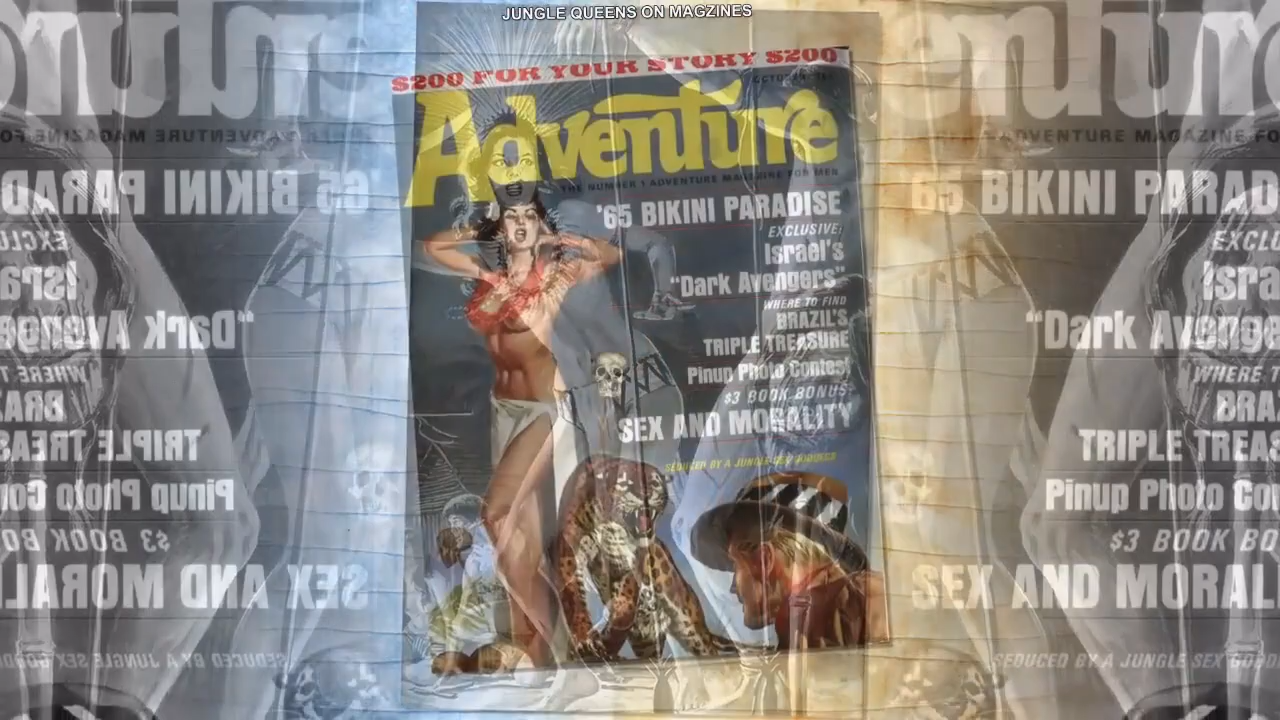 JUNGLE QUEENS ON MAGZINES
$200 FOR YOUR STORY $200
OCTOBER
Adventure
THE NUMBER 1 ADVENTURE MAGAZINE FOR MEN
'65 BIKINI PARADISE
EXCLUSIVE:
Israel's
"Dark Avengers"
WHERE TO FIND
BRAZIL'S
TRIPLE TREASURE
Pinup Photo Contest
$3 BOOK BONUS:
SEX AND MORALITY
SEDUCED BY A JUNGLE SEX GODDESS